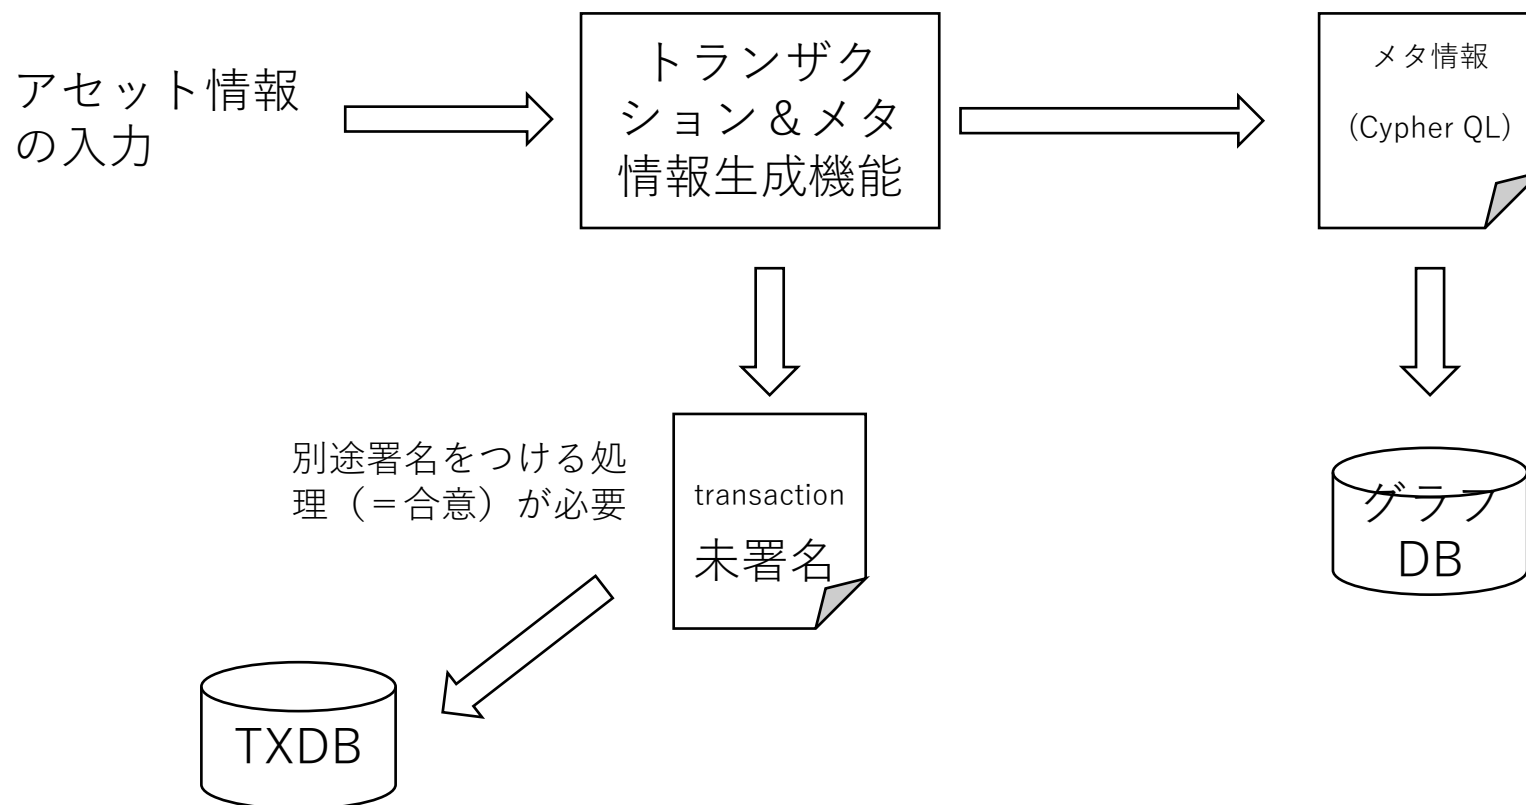 アセット情報
の入力
トランザク
ション＆メタ
情報生成機能
メタ情報
(Cypher QL)
別途署名をつける処
理（＝合意）が必要
transaction
未署名
グラフ
DB
TXDB